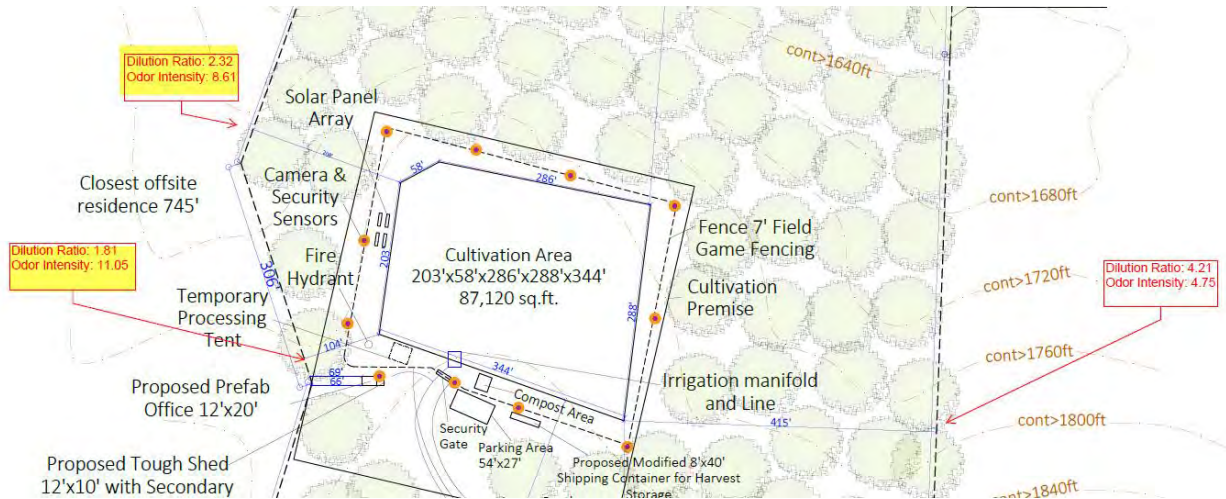 cont>1640ft
Dilution Ratio: 2.32
Odor Intensity: 8.61
Solar Panel
Array
Camera &
Security
Sensors
Closest offsite
residence 745'
58'
286'
cont>1680ft
Fence 7' Field
Game Fencing
Dilution Ratio: 1.81
Odor Intensity: 11.05
306'
Fire
Hydrant
203'
Cultivation Area
203'x58'x286'x288'x344'
87,120 sq.ft.
288'
Cultivation
Premise
cont>1720ft
Dilution Ratio: 4.21
Odor Intensity: 4.75
Temporary
Processing
Tent
104'
cont>1760ft
69'
66'
344'
Proposed Prefab
Office 12'x20'
Irrigation manifold
and Line
Compost Area
415'
cont>1800ft
Security
Gate
Parking Area
54'x27'
Proposed Tough Shed
12'x10' with Secondary
Proposed Modified 8'x40'
Shipping Container for Harvest
Storage
cont>1840ft